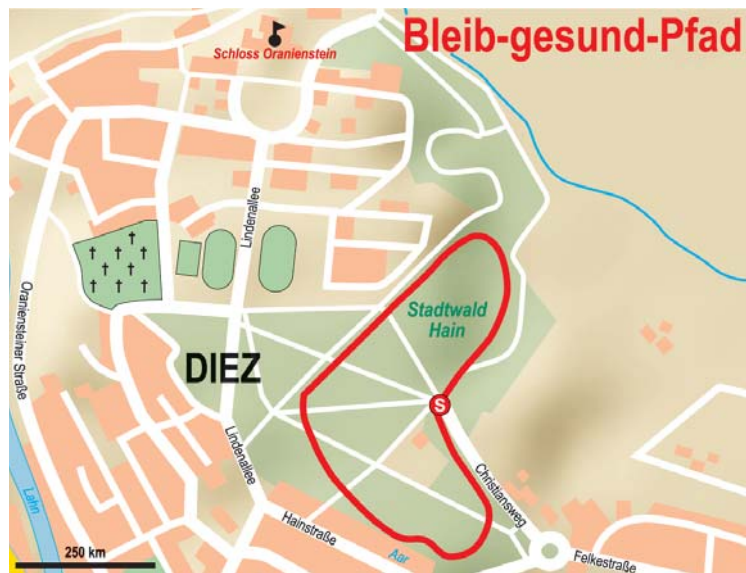 Bleib-gesund-Pfad
Schloss Oranienstein
Lindenallee
Oraniensteiner Straße
Stadtwald
Hain
DIEZ
S
Lindenallee
Christiansweg
Lahn
Hainstraße
Aar
Felkestraße
250 km